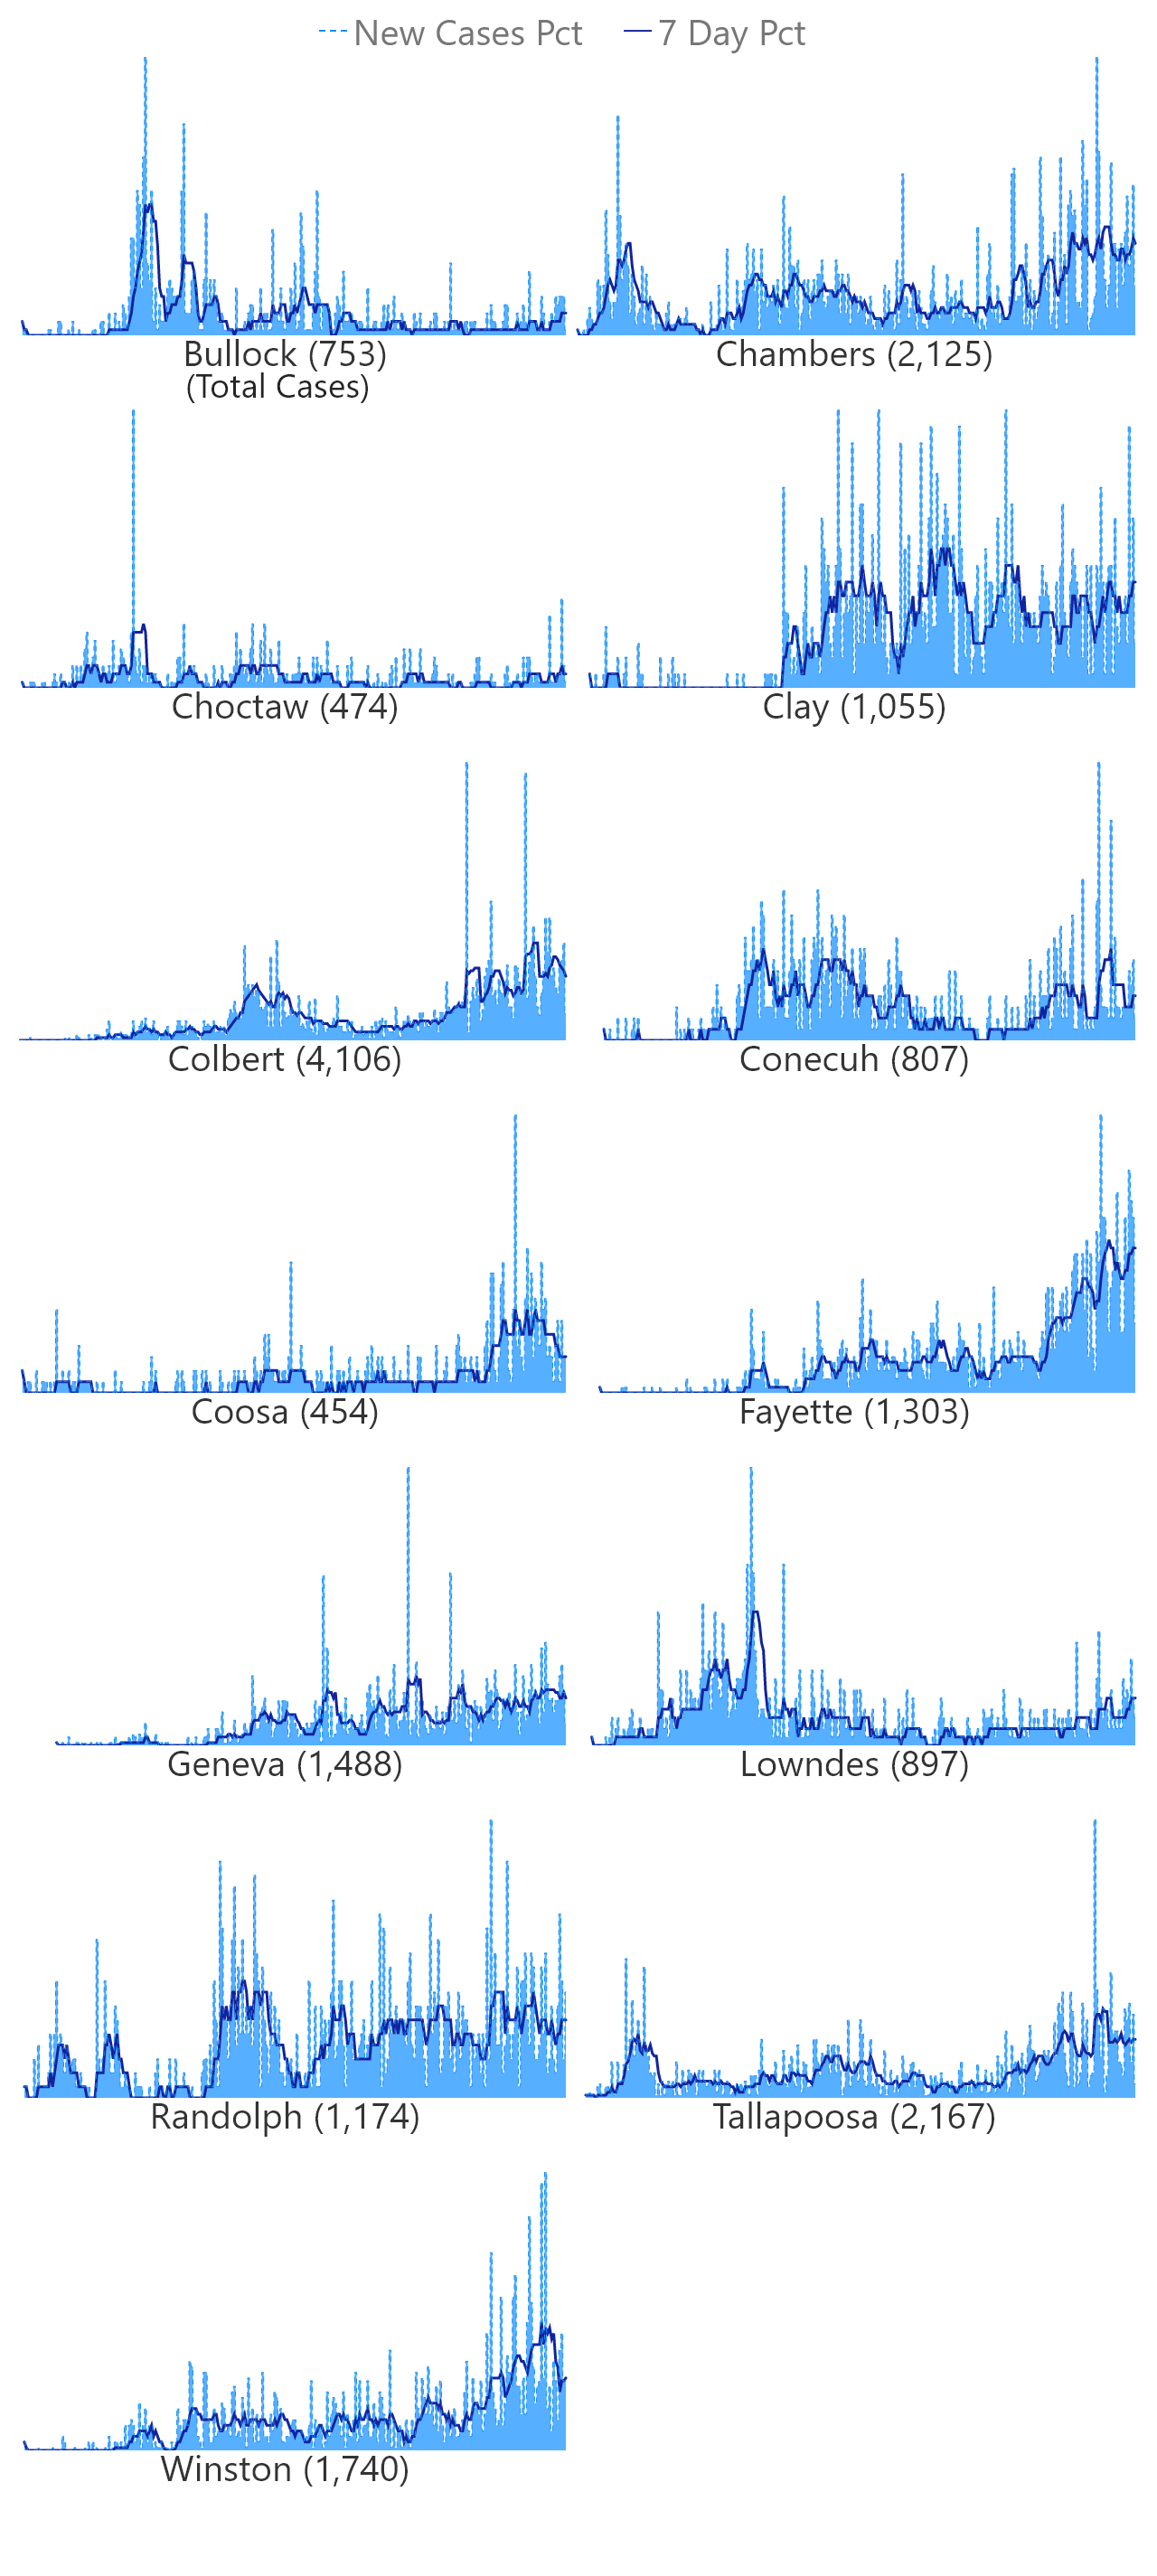 New Cases Pct 7 Day Pct
Bullock (753) Chambers (2,125)
(Total Cases)
Choctaw (474) Clay (1,055)
Colbert (4,106) Conecuh (807)
Coosa (454) Fayette (1,303)
Geneva (1,488) Lowndes (897)
Randolph (1,174) Tallapoosa (2,167)
Winston (1,740)